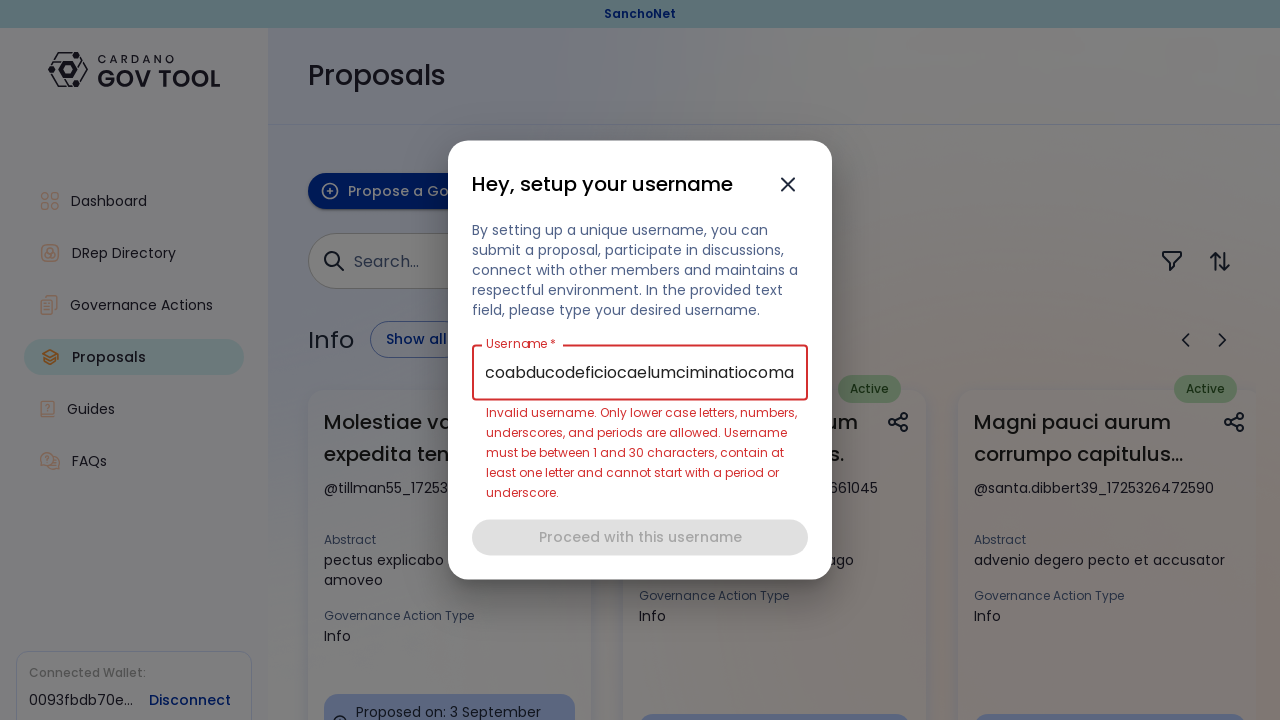 SanchoNet
CARDANO
GOV TOOL
Dashboard
DRep Directory
Governance Actions
Proposals
Guides
FAQs
Connected Wallet:
0093fbdb70e...
Disconnect
Proposals
Propose a Go
Search...
Info
Show all
Hey, setup your username
By setting up a unique username, you can
submit a proposal, participate in discussions,
connect with other members and maintains a
respectful environment. In the provided text
field, please type your desired username.
Username *
coabducodeficiocaelumciminatiocoma
Invalid username. Only lower case letters, numbers,
underscores, and periods are allowed. Username
must be between 1 and 30 characters, contain at
least one letter and cannot start with a period or
underscore.
Proceed with this username
Molestiae
expedita
@tillman55_17253
Abstract
pectus explicabo
amoveo
Governance Action Type
Info
Proposed on: 3 September
Active
661045
Governance Action Type
Info
Active
Magni pauci aurum
corrumpo capitulus...
@santa.dibbert39_1725326472590
Abstract
advenio degero pecto et accusator
Governance Action Type
Info